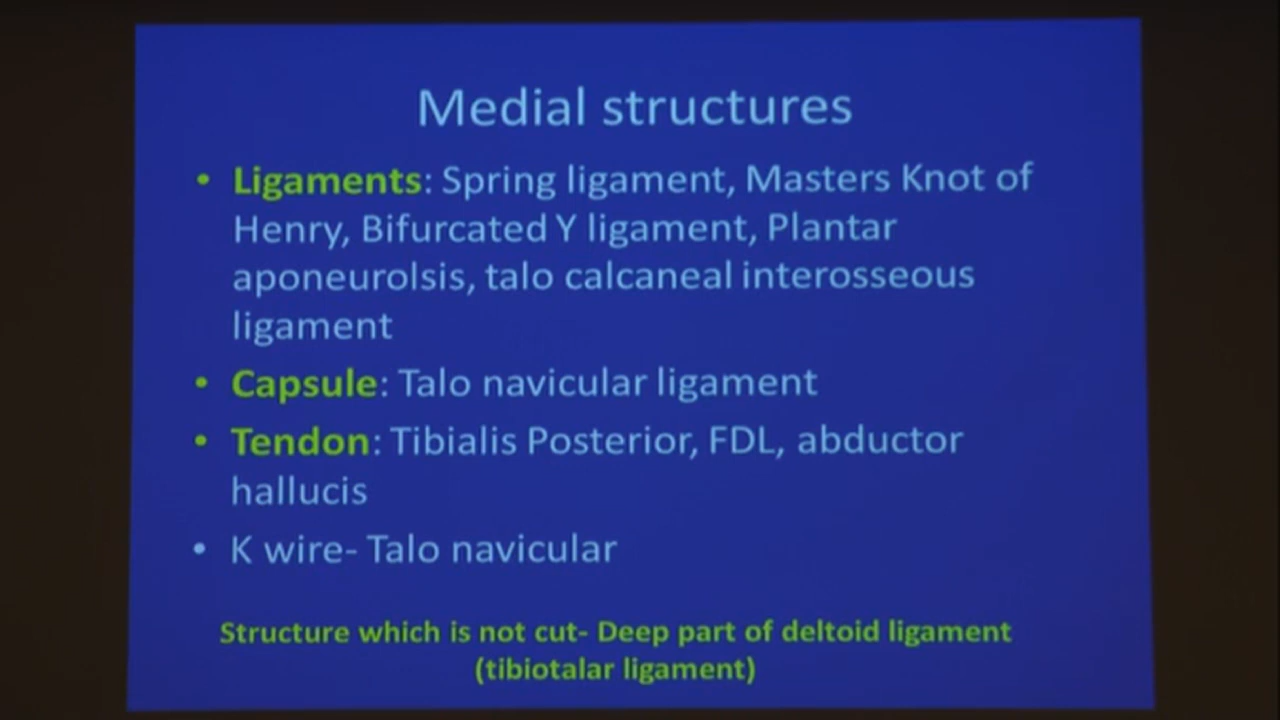 Medial structures
• Ligaments: Spring ligament, Masters Knot of
Henry, Bifurcated Y ligament, Plantar
aponeurolsis, talo calcaneal interosseous
ligament
• Capsule: Talo navicular ligament
• Tendon: Tibialis Posterior, FDL, abductor
hallucis
• K wire- Talo navicular
Structure which is not cut- Deep part of deltoid ligament
(tibiotalar ligament)